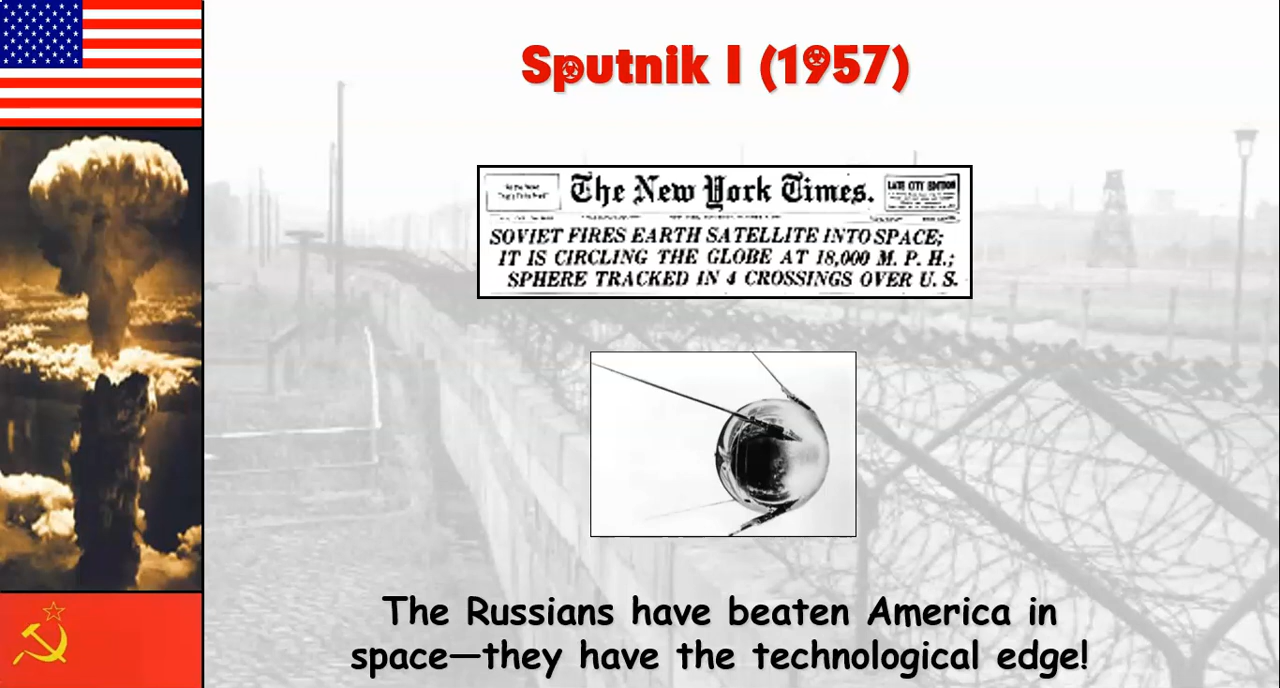 Sputnik I (1957)
The New York Times.
LATE CITY EDITION
SOVIET FIRES EARTH SATELLITE INTO SPACE;
IT IS CIRCLING THE GLOBE AT 18,000 M. P. H.;
SPHERE TRACKED IN 4 CROSSINGS OVER U. S.
The Russians have beaten America in
space—they have the technological edge!